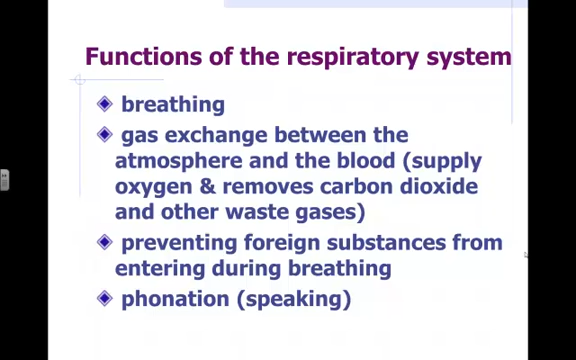 Functions of the respiratory system
breathing
gas exchange between the
atmosphere and the blood (supply
oxygen & removes carbon dioxide
and other waste gases)
preventing foreign substances from
entering during breathing
phonation (speaking)